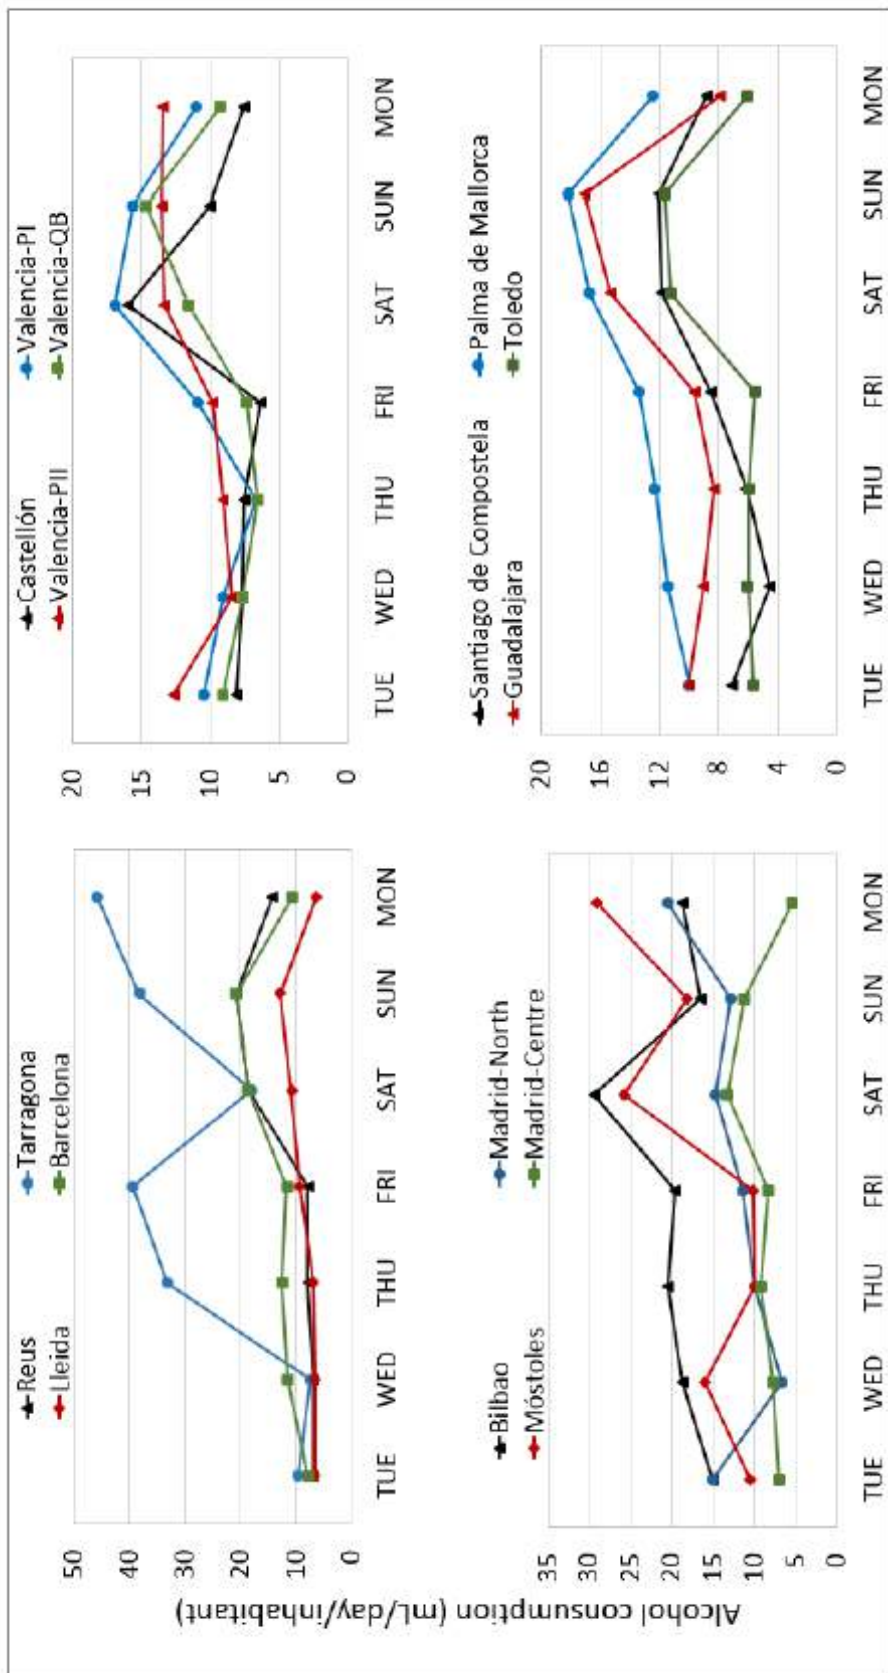 Alcohol consumption (mL/day/inhabitant)
Reus Tarragona
Lleida Barcelona
50
40
30
20
10
0
TUE WED THU FRI SAT SUN MON
Castellón Valencia-PI
Valencia-PII Valencia-QB
20
15
10
5
0
TUE WED THU FRI SAT SUN MON
Bilbao Madrid-North
Móstoles Madrid-Centre
35
30
25
20
15
10
5
0
TUE WED THU FRI SAT SUN MON
Santiago de Compostela Palma de Mallorca
Guadalajara Toledo
20
16
12
8
4
0
TUE WED THU FRI SAT SUN MON